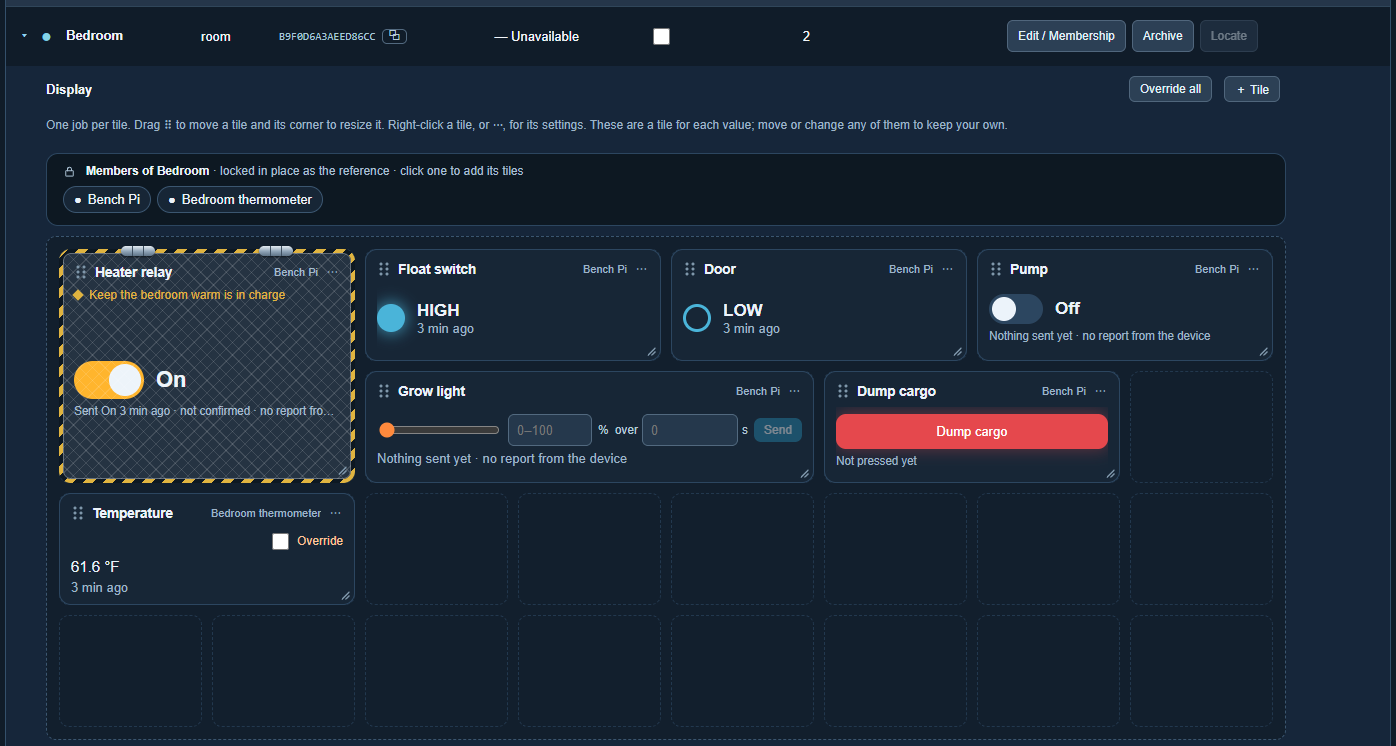 Bedroom room B9F0D6A3AEED86CC — Unavailable 2 Edit / Membership Archive Locate
Display Override all + Tile
One job per tile. Drag ⠿ to move a tile and its corner to resize it. Right-click a tile, or ···, for its settings. These are a tile for each value; move or change any of them to keep your own.
Members of Bedroom · locked in place as the reference · click one to add its tiles
Bench Pi Bedroom thermometer
Heater relay Bench Pi ···
Keep the bedroom warm is in charge
On
Sent On 3 min ago · not confirmed · no report fro…
Float switch Bench Pi ···
HIGH
3 min ago
Door Bench Pi ···
LOW
3 min ago
Pump Bench Pi ···
Off
Nothing sent yet · no report from the device
Grow light Bench Pi ···
0–100 % over 0 s Send
Nothing sent yet · no report from the device
Dump cargo Bench Pi ···
Dump cargo
Not pressed yet
Temperature Bedroom thermometer ···
Override
61.6 °F
3 min ago